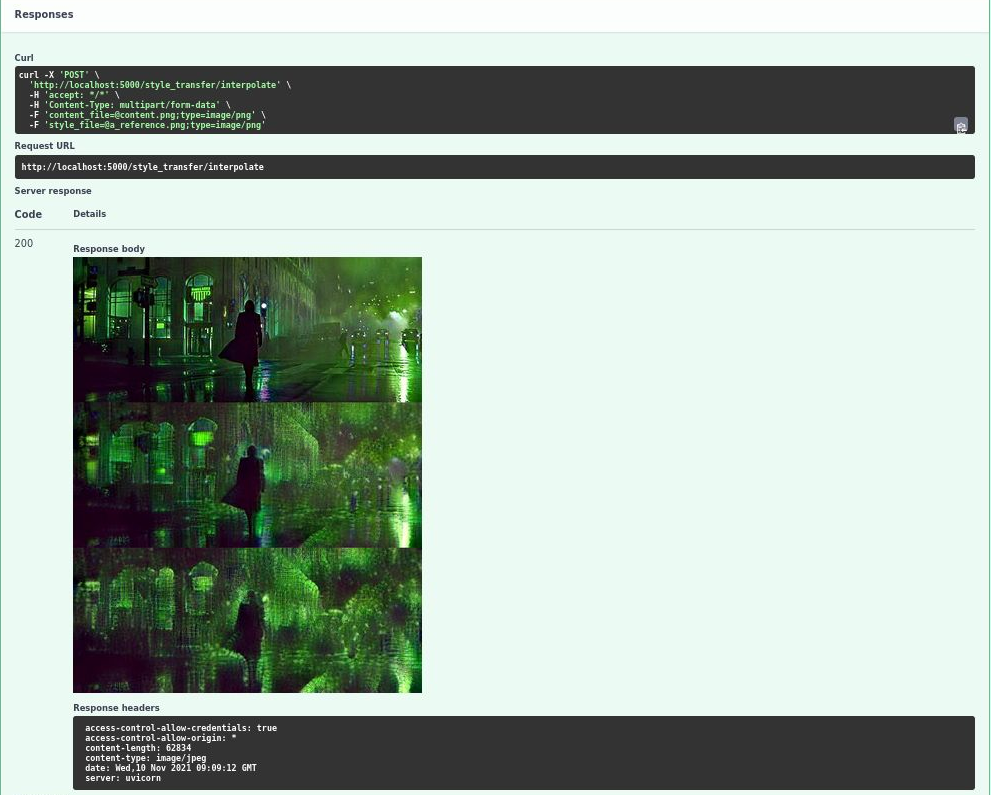 Responses
Curl
curl -X 'POST' \
'http://localhost:5000/style_transfer/interpolate' \
-H 'accept: */*' \
-H 'Content-Type: multipart/form-data' \
-F 'content_file=@content.png;type=image/png' \
-F 'style_file=@a_reference.png;type=image/png'
Request URL
http://localhost:5000/style_transfer/interpolate
Server response
Code Details
200
Response body
Response headers
access-control-allow-credentials: true
access-control-allow-origin: *
content-length: 62834
content-type: image/jpeg
date: Wed,10 Nov 2021 09:09:12 GMT
server: uvicorn